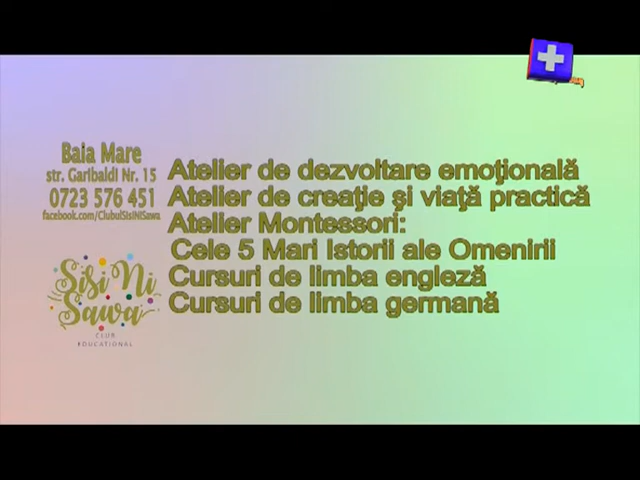 Baia Mare
str. Garibaldi Nr. 15
0723 576 451
facebook.com/ClubulSisiNiSawa
Atelier de dezvoltare emoţională
Atelier de creaţie şi viaţă practică
Atelier Montessori:
Cele 5 Mari Istorii ale Omenirii
Cursuri de limba engleză
Cursuri de limba germană
Sisi Ni
Sawa
CLUB
EDUCATIONAL